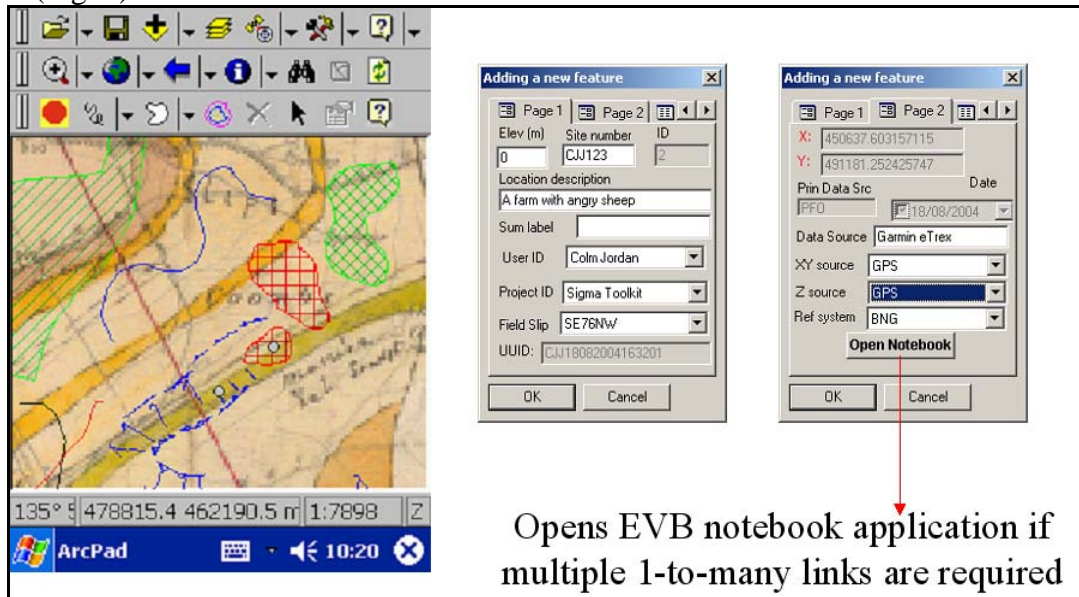 135° 478815.4 462190.5 m 1:7898 Z
ArcPad 10:20
Adding a new feature
Page 1 Page 2
Elev (m) Site number ID
0 CJJ123 2
Location description
A farm with angry sheep
Sum label
User ID Colm Jordan
Project ID Sigma Toolkit
Field Slip SE76NW
UUID: CJJ18082004163201
OK Cancel
Adding a new feature
Page 1 Page 2
X: 450637.603157115
Y: 491181.252425747
Prin Data Src Date
PFO 18/08/2004
Data Source Garmin eTrex
XY source GPS
Z source GPS
Ref system BNG
Open Notebook
OK Cancel
Opens EVB notebook application if
multiple 1-to-many links are required